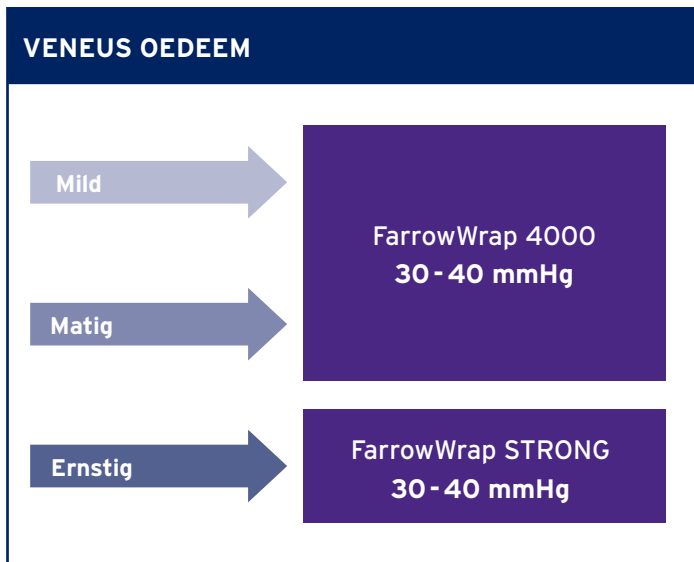 VENEUS OEDEEM
Mild
Matig
FarrowWrap 4000
30-40 mmHg
Ernstig
FarrowWrap STRONG
30-40 mmHg